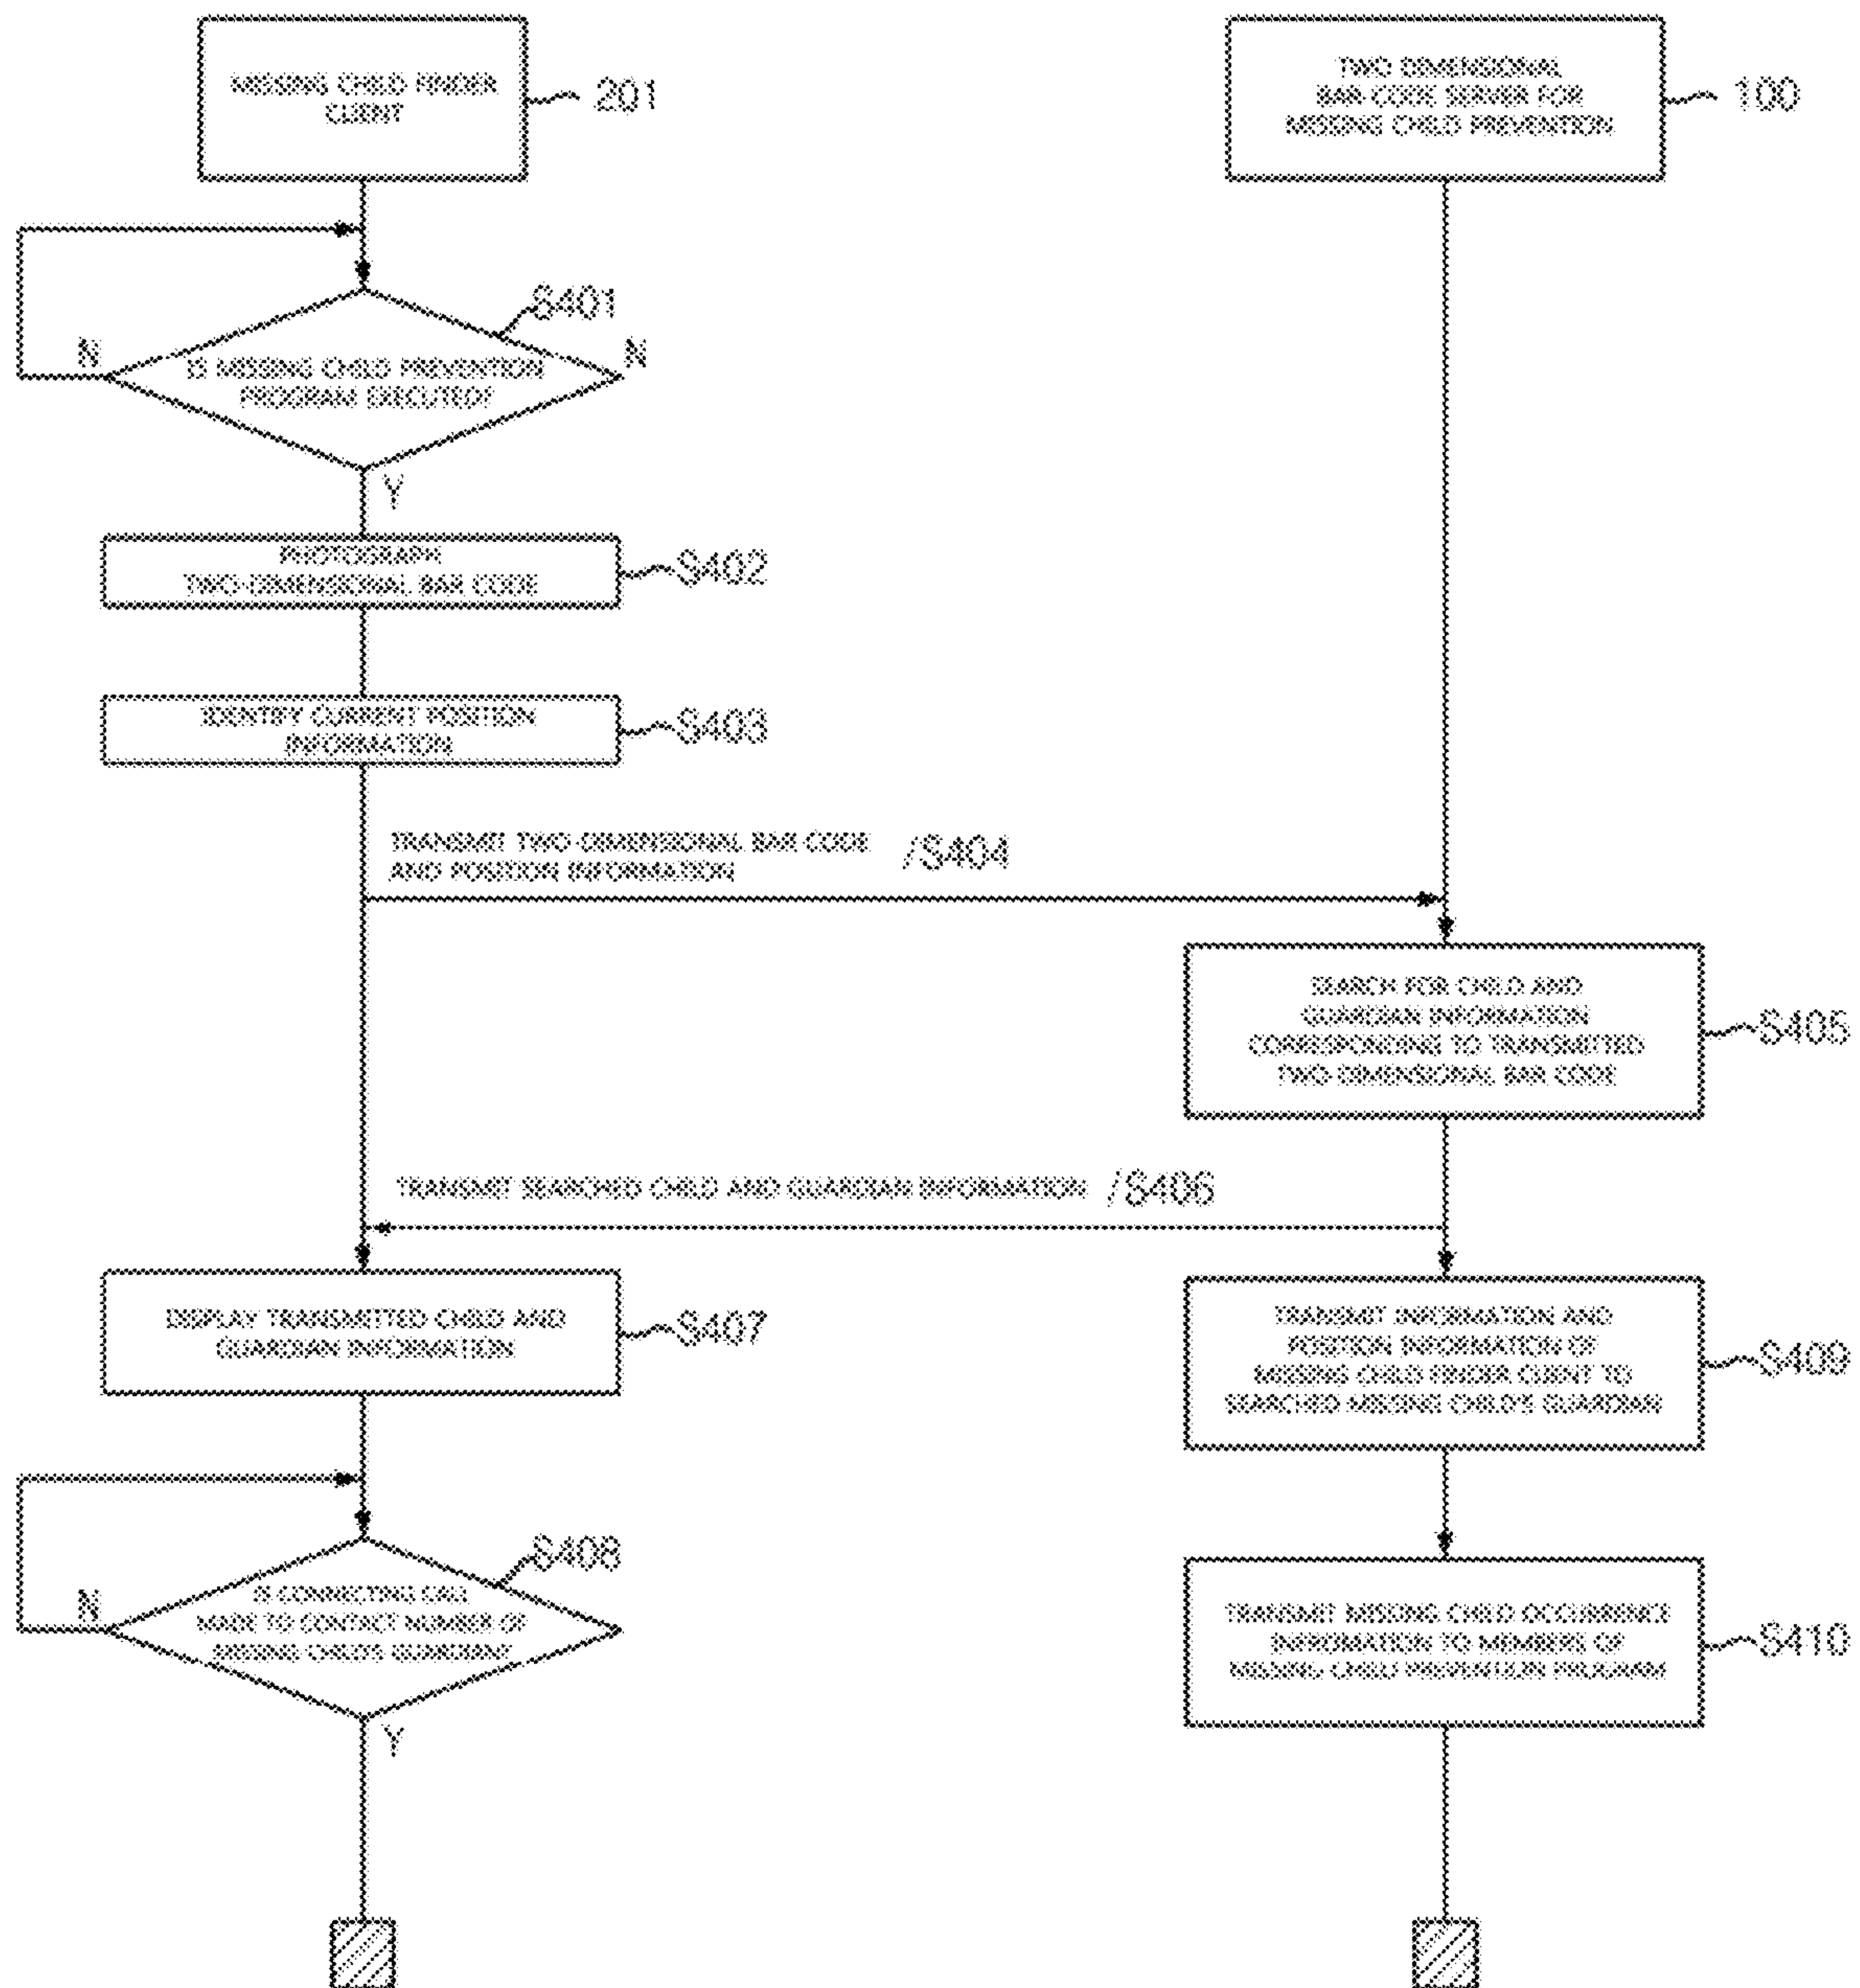 MISSING CHILD FINDER
CLIENT
201
TWO DIMENSIONAL
BAR-CODE SERVER FOR
MISSING CHILD PREVENTION
100
S401
N
N
IS MISSING CHILD PREVENTION
PROGRAM EXECUTED?
Y
PHOTOGRAPH
TWO-DIMENSIONAL BAR CODE
S402
IDENTIFY CURRENT POSITION
INFORMATION
S403
TRANSMIT TWO-DIMENSIONAL BAR CODE
AND POSITION INFORMATION
S404
SEARCH FOR CHILD AND
GUARDIAN INFORMATION
CORRESPONDING TO TRANSMITTED
TWO-DIMENSIONAL BAR CODE
S405
TRANSMIT SEARCHED CHILD AND GUARDIAN INFORMATION
S406
DISPLAY TRANSMITTED CHILD AND
GUARDIAN INFORMATION
S407
TRANSMIT INFORMATION AND
POSITION INFORMATION OF
MISSING CHILD FINDER CLIENT TO
SEARCHED MISSING CHILD'S GUARDIAN
S409
S408
N
IS CONNECTING CALL
MADE TO CONTACT NUMBER OF
MISSING CHILD'S GUARDIAN?
Y
TRANSMIT MISSING CHILD OCCURRENCE
INFROMATION TO MEMBERS OF
MISSING CHILD PREVENTION PROGRAM
S410